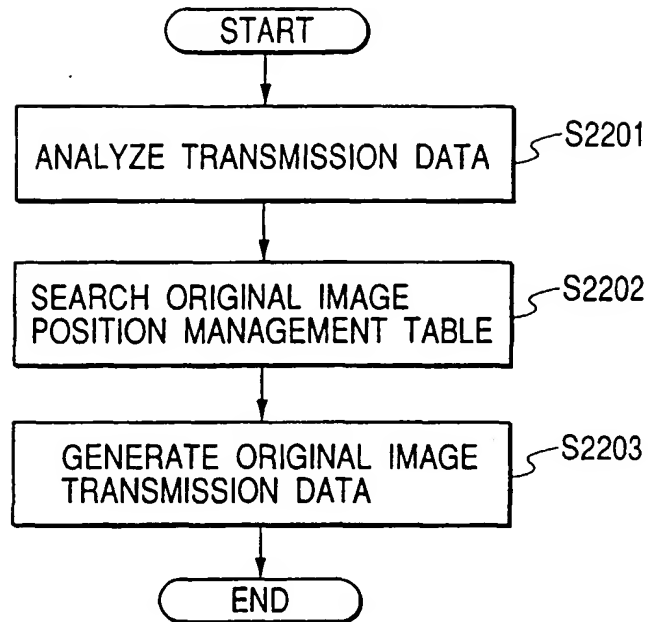 START
ANALYZE TRANSMISSION DATA
S2201
SEARCH ORIGINAL IMAGE
POSITION MANAGEMENT TABLE
S2202
GENERATE ORIGINAL IMAGE
TRANSMISSION DATA
S2203
END